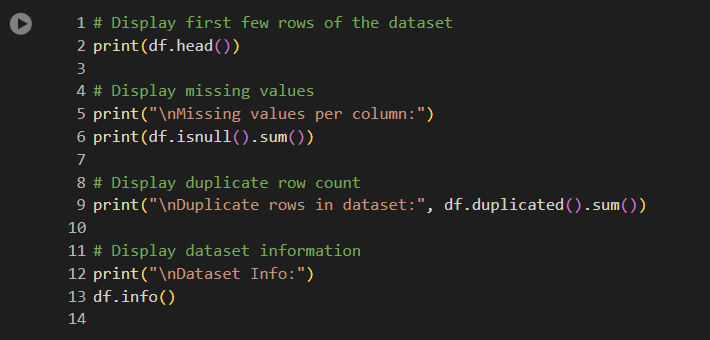 1 # Display first few rows of the dataset
2 print(df.head())
3
4 # Display missing values
5 print("\nMissing values per column:")
6 print(df.isnull().sum())
7
8 # Display duplicate row count
9 print("\nDuplicate rows in dataset:", df.duplicated().sum())
10
11 # Display dataset information
12 print("\nDataset Info:")
13 df.info()
14